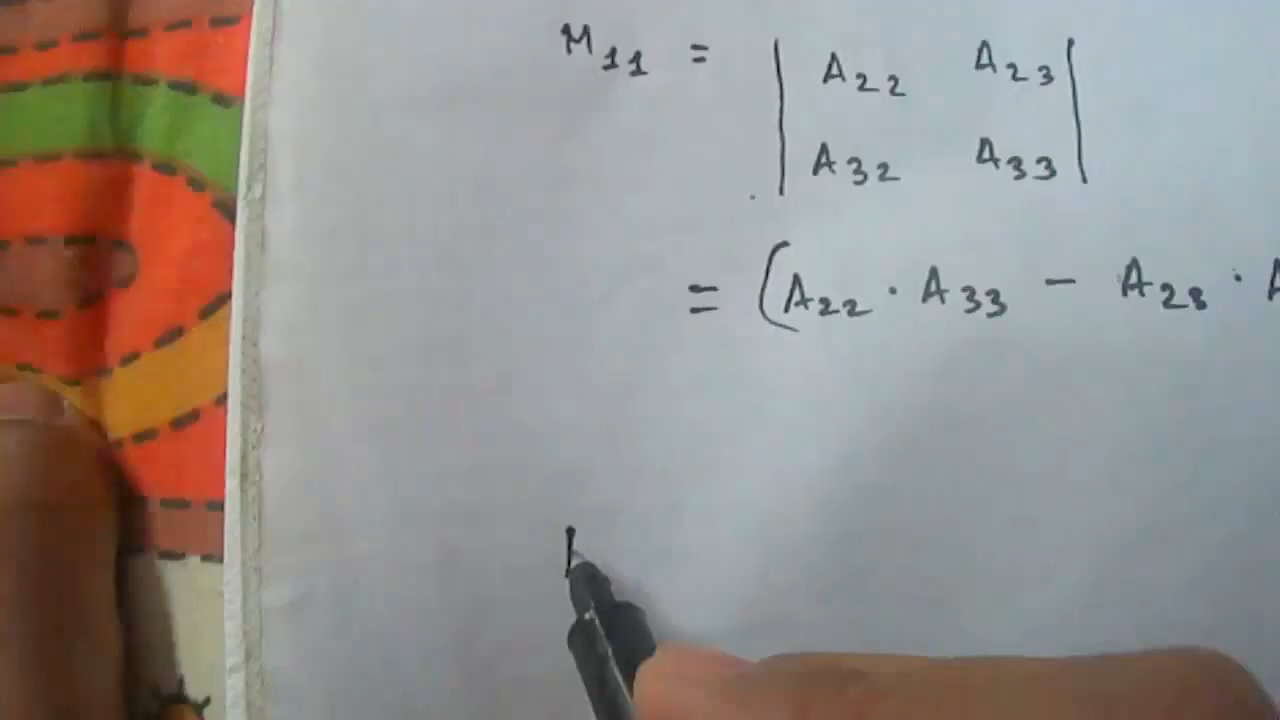 M₁₁ = | A₂₂ A₂₃ |
| A₃₂ A₃₃ |
= (A₂₂ · A₃₃ − A₂₃ ·